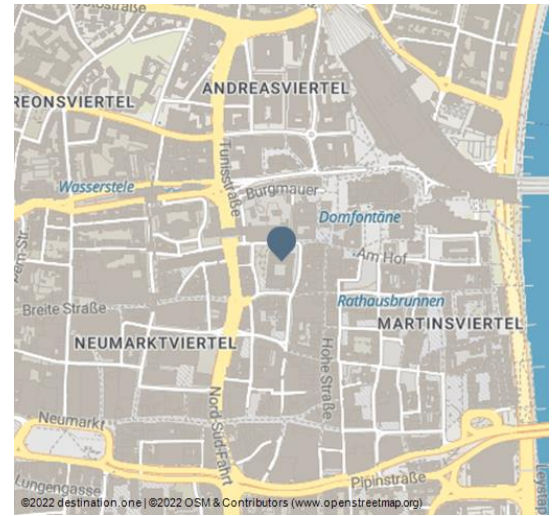 ANDREASVIERTEL
REONSVIERTEL
Tunisstraße
Wasserstele
Burgmauer
Domfontäne
Am Hof
Breite Straße
Rathausbrunnen
MARTINSVIERTEL
NEUMARKTVIERTEL
Hohe Straße
Nord-Süd-Fahrt
Neumarkt
Pipinstraße
Lungengasse
©2022 destination.one | ©2022 OSM & Contributors (www.openstreetmap.org)